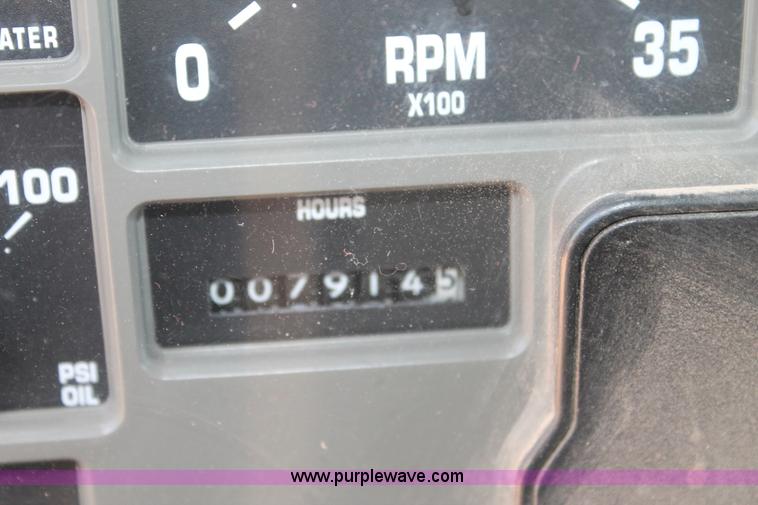 ATER
0
RPM
X100
35
100
HOURS
0079145
PSI
OIL
www.purplewave.com